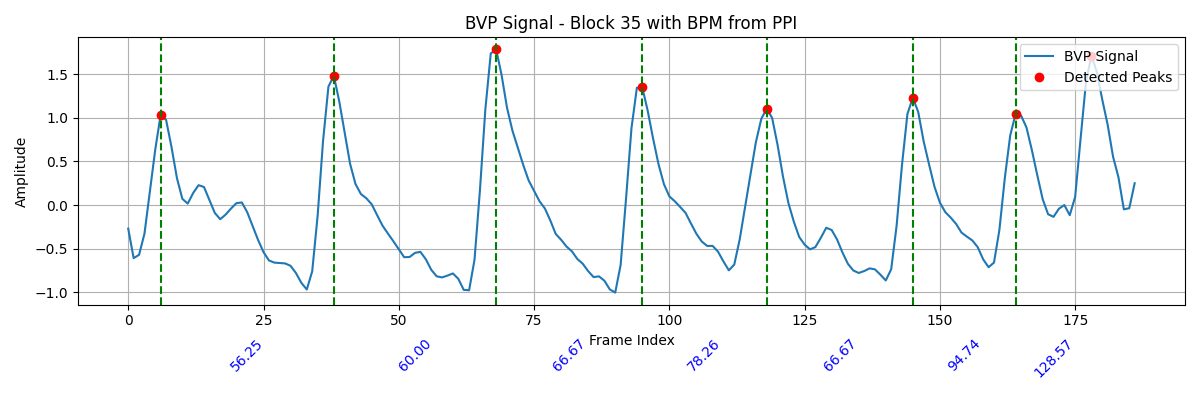 BVP Signal - Block 35 with BPM from PPI
BVP Signal
Detected Peaks
Amplitude
1.5
1.0
0.5
0.0
−0.5
−1.0
0 25 50 75 100 125 150 175
Frame Index
56.25 60.00 66.67 78.26 66.67 94.74 128.57